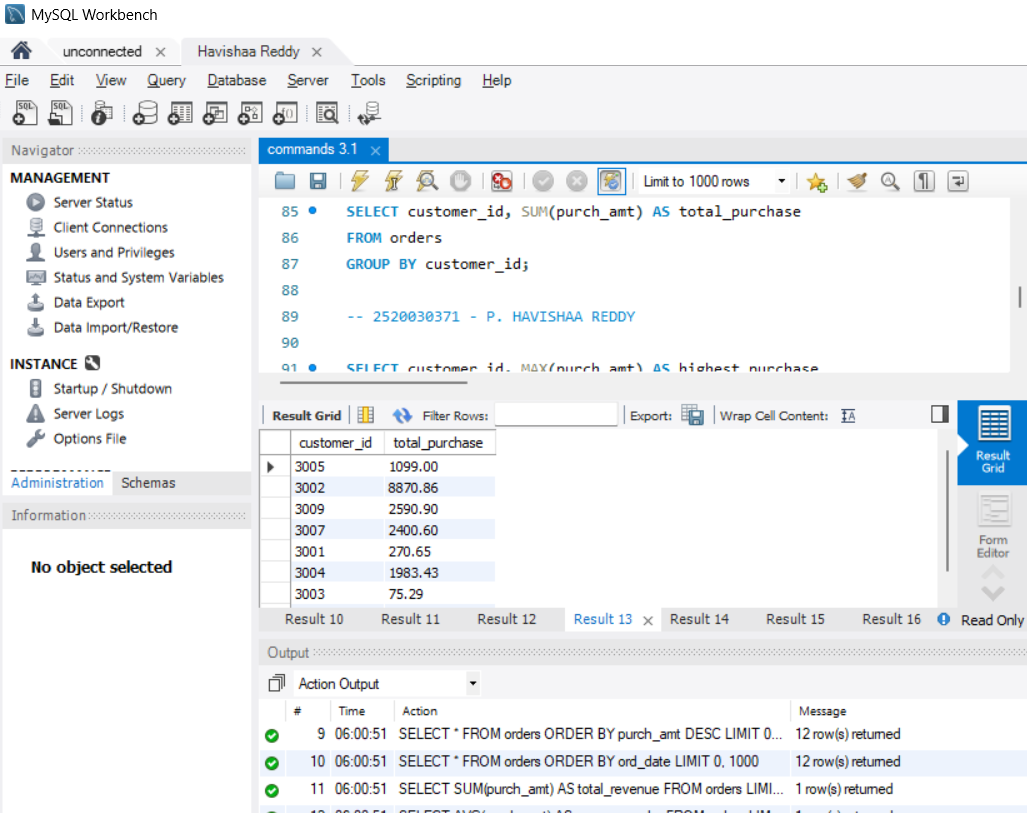 MySQL Workbench
unconnected
Havishaa Reddy
File Edit View Query Database Server Tools Scripting Help
SQL SQL
Navigator
MANAGEMENT
Server Status
Client Connections
Users and Privileges
Status and System Variables
Data Export
Data Import/Restore
INSTANCE
Startup / Shutdown
Server Logs
Options File
Administration Schemas
Information
No object selected
commands 3.1
Limit to 1000 rows
85 SELECT customer_id, SUM(purch_amt) AS total_purchase
86 FROM orders
87 GROUP BY customer_id;
88
89 -- 2520030371 - P. HAVISHAA REDDY
90
91 SELECT customer_id, MAX(purch_amt) AS highest_purchase
Result Grid Filter Rows: Export: Wrap Cell Content:
customer_id total_purchase
3005 1099.00
3002 8870.86
3009 2590.90
3007 2400.60
3001 270.65
3004 1983.43
3003 75.29
Result Grid
Form Editor
Result 10 Result 11 Result 12 Result 13 Result 14 Result 15 Result 16 Read Only
Output
Action Output
# Time Action Message
9 06:00:51 SELECT * FROM orders ORDER BY purch_amt DESC LIMIT 0... 12 row(s) returned
10 06:00:51 SELECT * FROM orders ORDER BY ord_date LIMIT 0, 1000 12 row(s) returned
11 06:00:51 SELECT SUM(purch_amt) AS total_revenue FROM orders LIMI... 1 row(s) returned